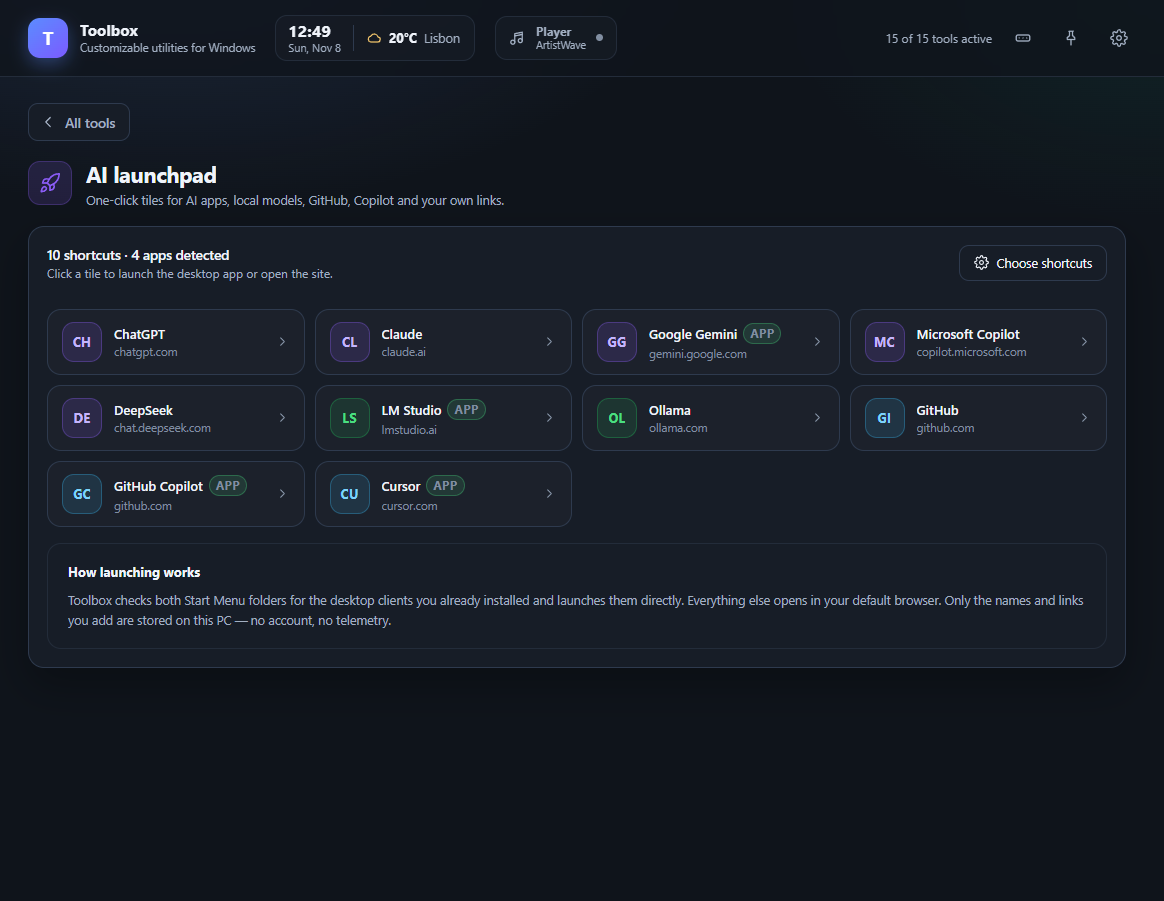 T
Toolbox
Customizable utilities for Windows
12:49
Sun, Nov 8
20°C Lisbon
Player
ArtistWave
15 of 15 tools active
All tools
AI launchpad
One-click tiles for AI apps, local models, GitHub, Copilot and your own links.
10 shortcuts · 4 apps detected
Click a tile to launch the desktop app or open the site.
Choose shortcuts
CH
ChatGPT
chatgpt.com
CL
Claude
claude.ai
GG
Google Gemini APP
gemini.google.com
MC
Microsoft Copilot
copilot.microsoft.com
DE
DeepSeek
chat.deepseek.com
LS
LM Studio APP
lmstudio.ai
OL
Ollama
ollama.com
GI
GitHub
github.com
GC
GitHub Copilot APP
github.com
CU
Cursor APP
cursor.com
How launching works
Toolbox checks both Start Menu folders for the desktop clients you already installed and launches them directly. Everything else opens in your default browser. Only the names and links
you add are stored on this PC — no account, no telemetry.